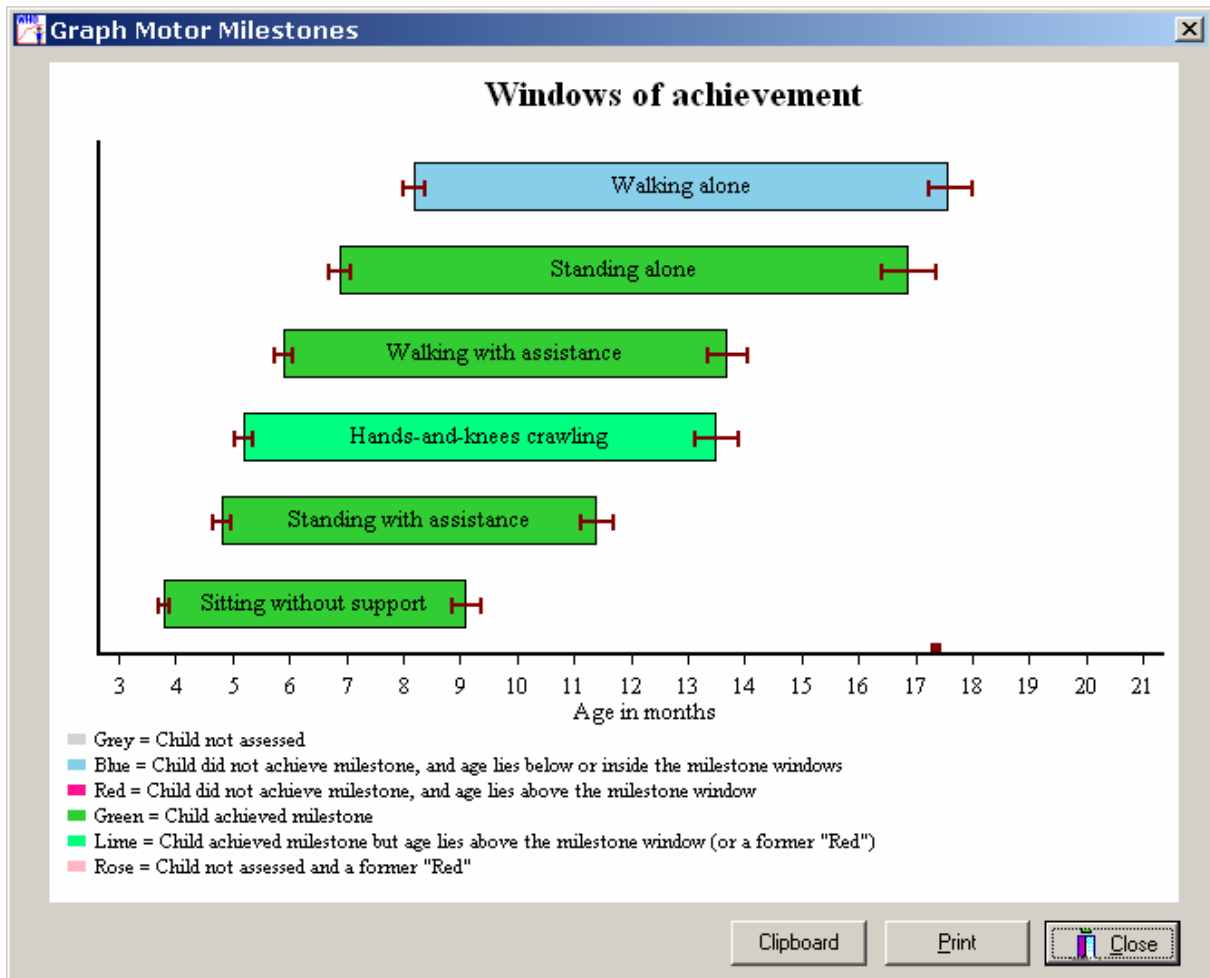 WHO
Graph Motor Milestones
Windows of achievement
Walking alone
Standing alone
Walking with assistance
Hands-and-knees crawling
Standing with assistance
Sitting without support
3 4 5 6 7 8 9 10 11 12 13 14 15 16 17 18 19 20 21
Age in months
Grey = Child not assessed
Blue = Child did not achieve milestone, and age lies below or inside the milestone windows
Red = Child did not achieve milestone, and age lies above the milestone window
Green = Child achieved milestone
Lime = Child achieved milestone but age lies above the milestone window (or a former "Red")
Rose = Child not assessed and a former "Red"
Clipboard Print Close